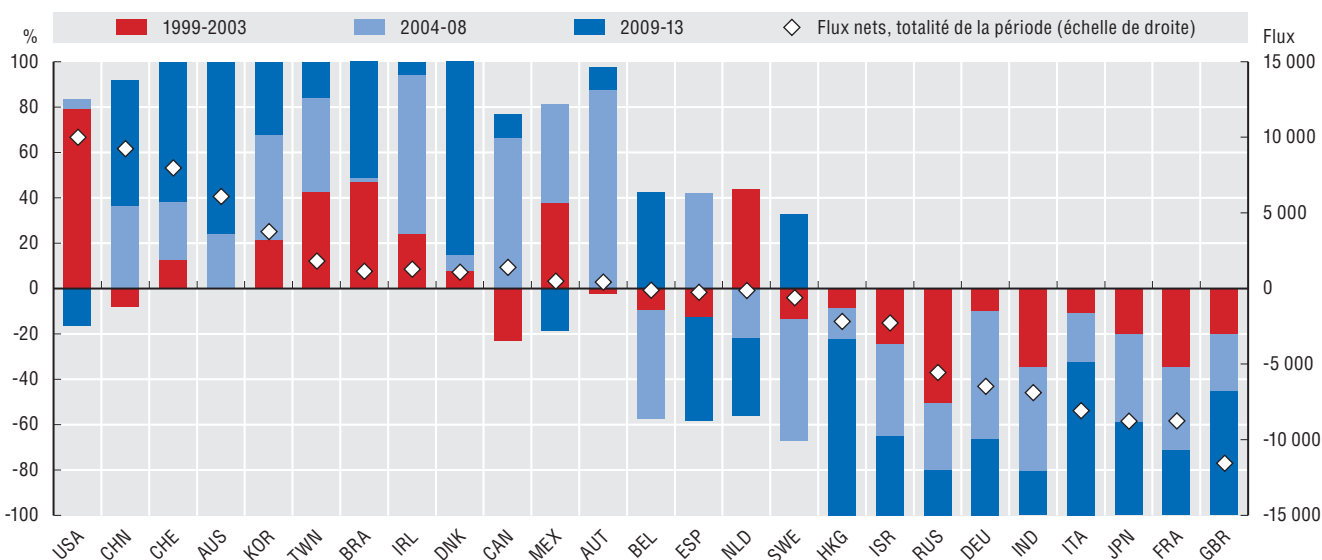 1999-2003 2004-08 2009-13 Flux nets, totalité de la période (échelle de droite)
% Flux
100 15 000
80
60 10 000
40
20 5 000
0 0
-20
-40 -5 000
-60
-80 -10 000
-100 -15 000
USA CHN CHE AUS KOR TWN BRA IRL DNK CAN MEX AUT BEL ESP NLD SWE HKG ISR RUS DEU IND ITA JPN FRA GBR